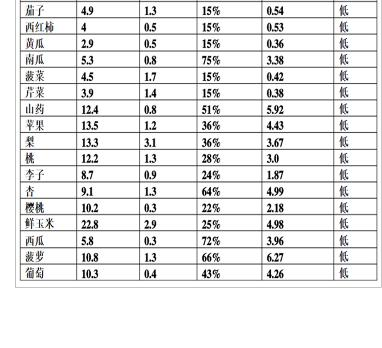 茄子 4.9 1.3 15% 0.54 低
西红柿 4 0.5 15% 0.53 低
黄瓜 2.9 0.5 15% 0.36 低
南瓜 5.3 0.8 75% 3.38 低
菠菜 4.5 1.7 15% 0.42 低
芹菜 3.9 1.4 15% 0.38 低
山药 12.4 0.8 51% 5.92 低
苹果 13.5 1.2 36% 4.43 低
梨 13.3 3.1 36% 3.67 低
桃 12.2 1.3 28% 3.0 低
李子 8.7 0.9 24% 1.87 低
杏 9.1 1.3 64% 4.99 低
樱桃 10.2 0.3 22% 2.18 低
鲜玉米 22.8 2.9 25% 4.98 低
西瓜 5.8 0.3 72% 3.96 低
菠萝 10.8 1.3 66% 6.27 低
葡萄 10.3 0.4 43% 4.26 低